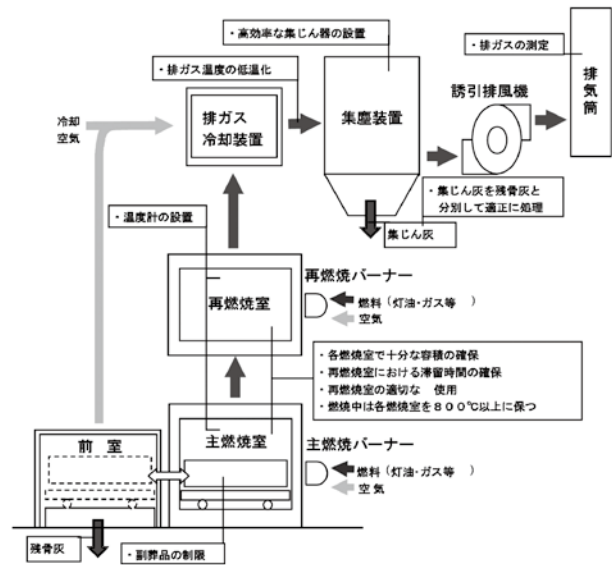 ・高効率な集じん器の設置
・排ガスの測定
・排ガス温度の低温化
誘引排風機
排気筒
冷却
空気
排ガス
冷却装置
集塵装置
・集じん灰を残骨灰と
分別して適正に処理
・温度計の設置
集じん灰
再燃焼バーナー
再燃焼室
燃料(灯油・ガス等 )
空気
・各燃焼室で十分な容積の確保
・再燃焼室における滞留時間の確保
・再燃焼室の適切な 使用
・燃焼中は各燃焼室を800℃以上に保つ
前 室
主燃焼室
主燃焼バーナー
燃料(灯油・ガス等 )
空気
残骨灰
・副葬品の制限